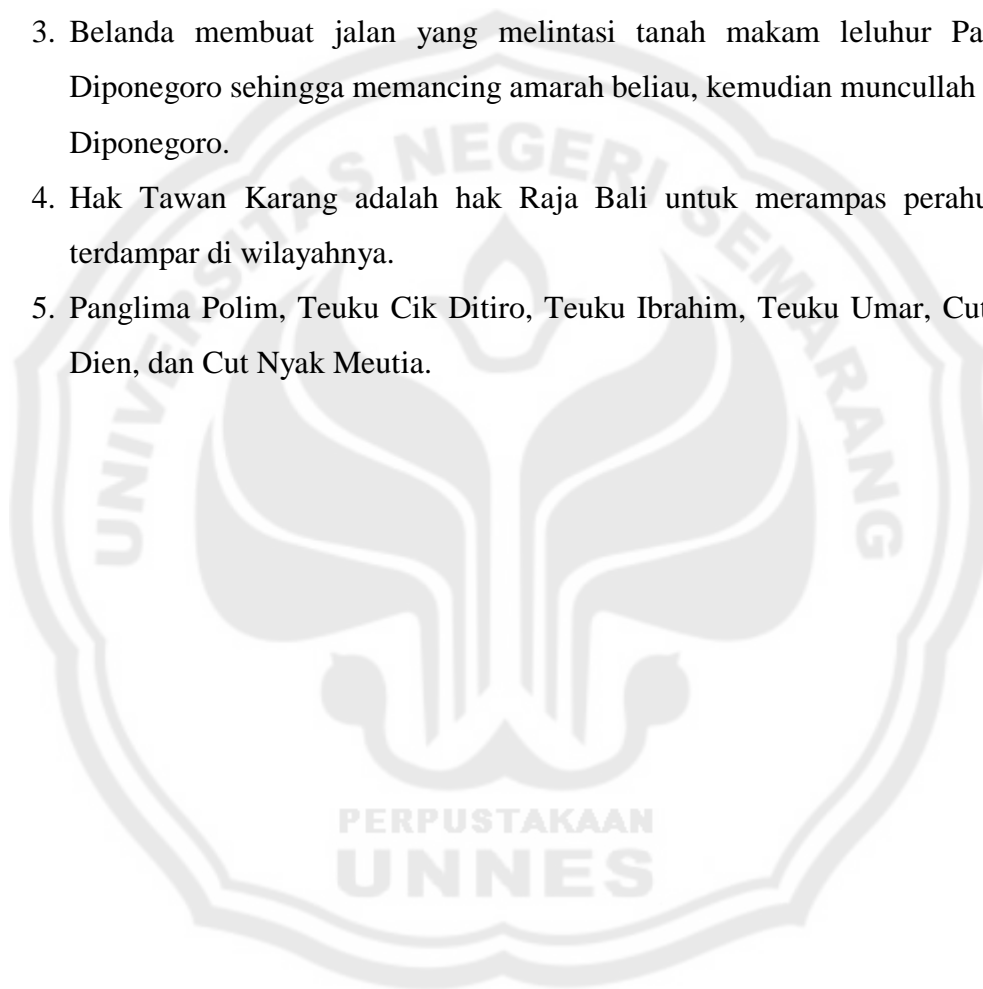 3. Belanda membuat jalan yang melintasi tanah makam leluhur Pa
Diponegoro sehingga memancing amarah beliau, kemudian muncullah
Diponegoro.
4. Hak Tawan Karang adalah hak Raja Bali untuk merampas perahu
terdampar di wilayahnya.
5. Panglima Polim, Teuku Cik Ditiro, Teuku Ibrahim, Teuku Umar, Cut
Dien, dan Cut Nyak Meutia.
UNIVERSITAS NEGERI SEMARANG
PERPUSTAKAAN
UNNES